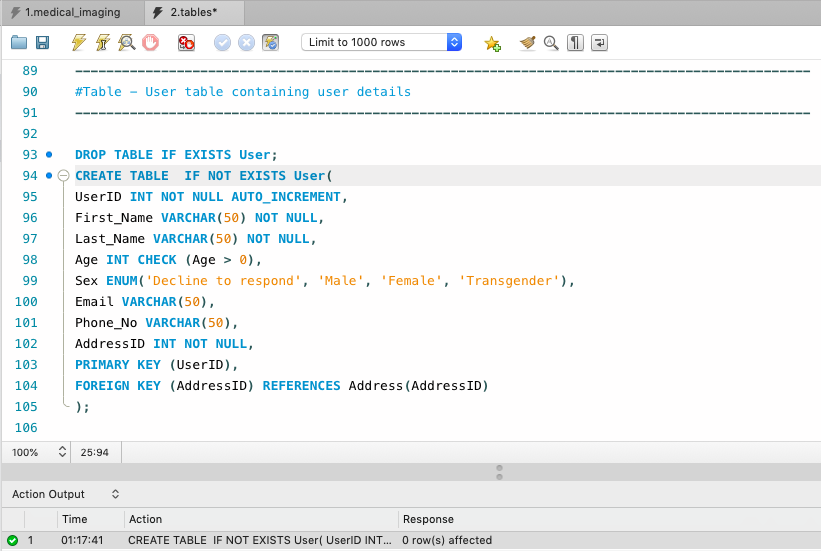 1.medical_imaging 2.tables*
Limit to 1000 rows
89 ----------------------------------------------------------------------------------------------
90 #Table - User table containing user details
91 ----------------------------------------------------------------------------------------------
92
93 DROP TABLE IF EXISTS User;
94 CREATE TABLE  IF NOT EXISTS User(
95 UserID INT NOT NULL AUTO_INCREMENT,
96 First_Name VARCHAR(50) NOT NULL,
97 Last_Name VARCHAR(50) NOT NULL,
98 Age INT CHECK (Age > 0),
99 Sex ENUM('Decline to respond', 'Male', 'Female', 'Transgender'),
100 Email VARCHAR(50),
101 Phone_No VARCHAR(50),
102 AddressID INT NOT NULL,
103 PRIMARY KEY (UserID),
104 FOREIGN KEY (AddressID) REFERENCES Address(AddressID)
105 );
106
100% 25:94
Action Output
Time Action Response
1 01:17:41 CREATE TABLE  IF NOT EXISTS User( UserID INT... 0 row(s) affected